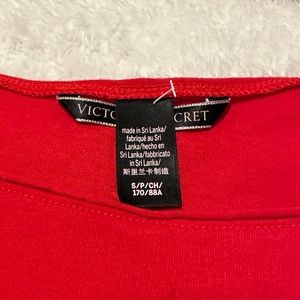 VICTO CRET
made in Sri Lanka/
fabriqué au Sri
Lanka/hecho en
Sri Lanka/fabbricato
in Sri Lanka/
斯里兰卡制造
S/P/CH/
170/88A